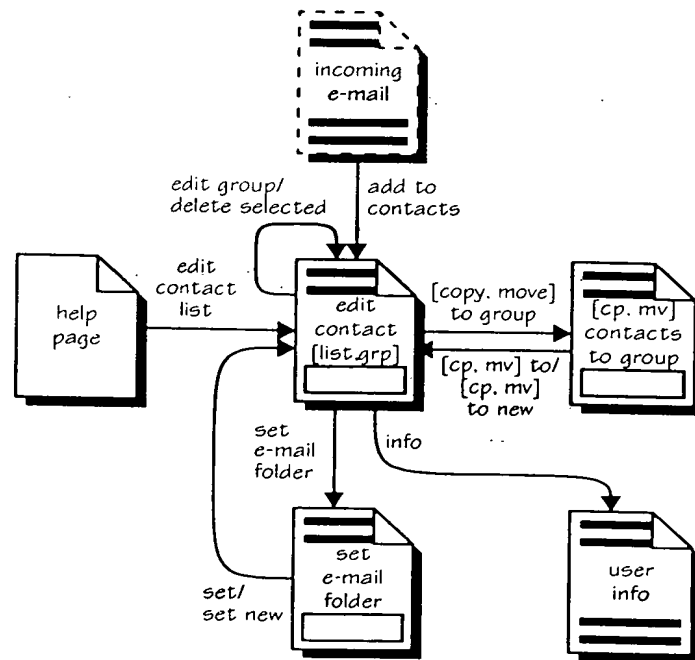 incoming
e-mail
edit group/
delete selected
add to
contacts
edit
contact
list
help
page
edit
contact
[list.grp]
[copy. move]
to group
[cp. mv]
contacts
to group
[cp. mv] to/
[cp. mv]
to new
set
e-mail
folder
info
set
e-mail
folder
set/
set new
user
info